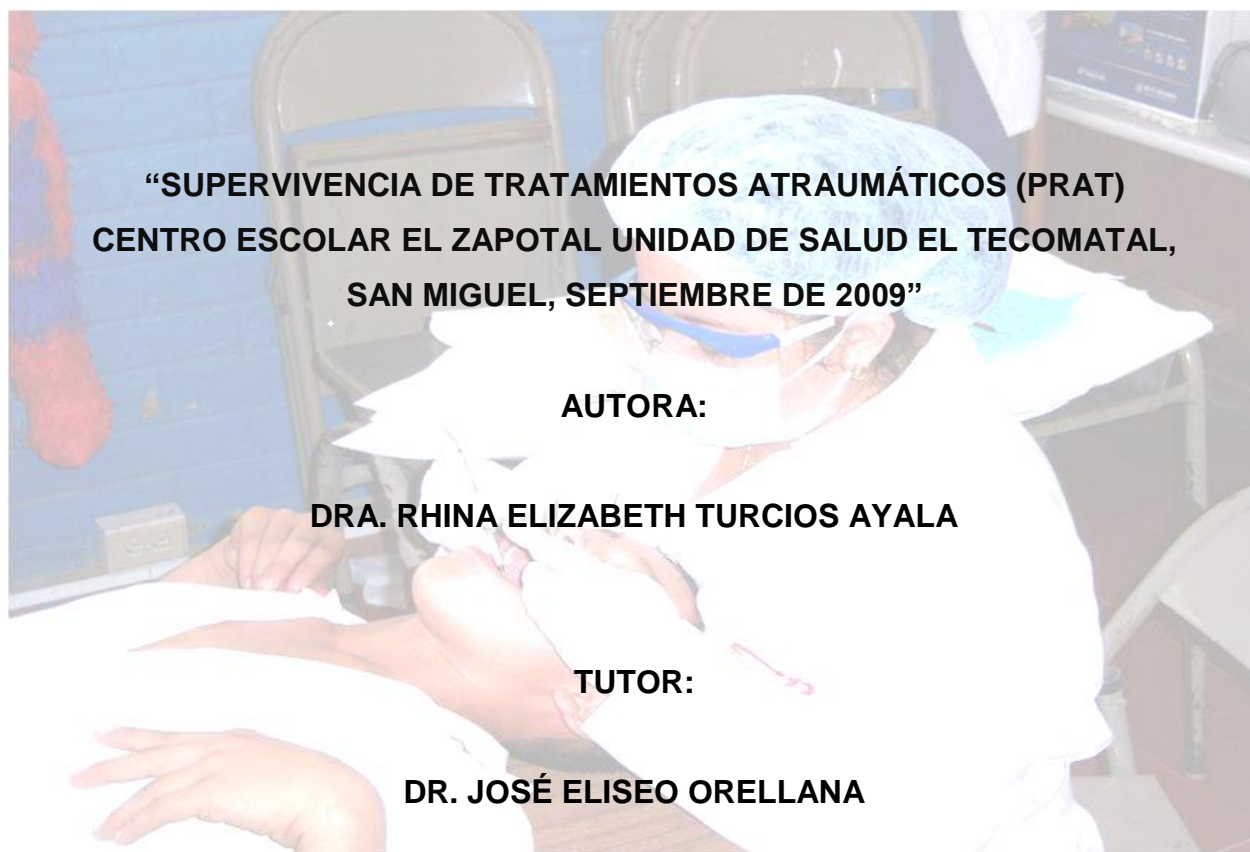 “SUPERVIVENCIA DE TRATAMIENTOS ATRAUMÁTICOS (PRAT)
CENTRO ESCOLAR EL ZAPOTAL UNIDAD DE SALUD EL TECOMATAL,
SAN MIGUEL, SEPTIEMBRE DE 2009”
AUTORA:
DRA. RHINA ELIZABETH TURCIOS AYALA
TUTOR:
DR. JOSÉ ELISEO ORELLANA